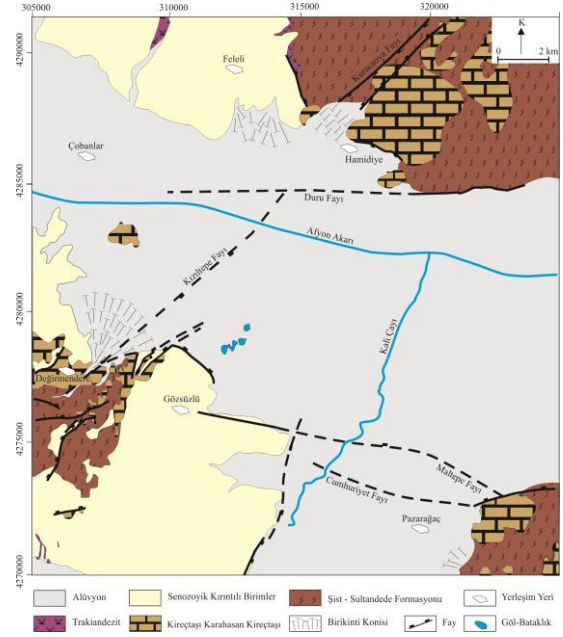 305000 310000 315000 320000
K
0 2 km
4290000
Feleli
Kurucaova Fayı
Çobanlar
Hamidiye
4285000
Duru Fayı
Afyon Akarı
Kızıltepe Fayı
4280000
Kali Çayı
Değirmendere
Gözsüzlü
4275000
Maltepe Fayı
Cumhuriyet Fayı
Pazarağaç
4270000
Alüvyon Senozoyik Kırıntılı Birimler Şist - Sultandede Formasyonu Yerleşim Yeri
Trakiandezit Kireçtaşı Karahasan Kireçtaşı Birikinti Konisi Fay Göl-Bataklık